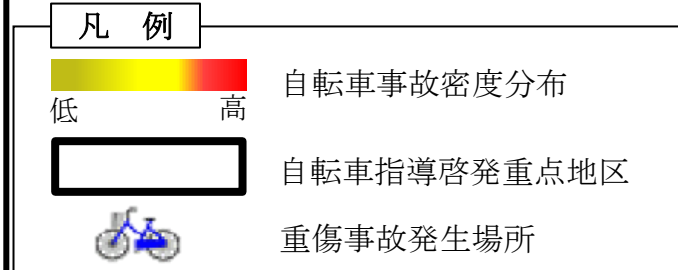 凡 例
自転車事故密度分布
低 高
自転車指導啓発重点地区
重傷事故発生場所